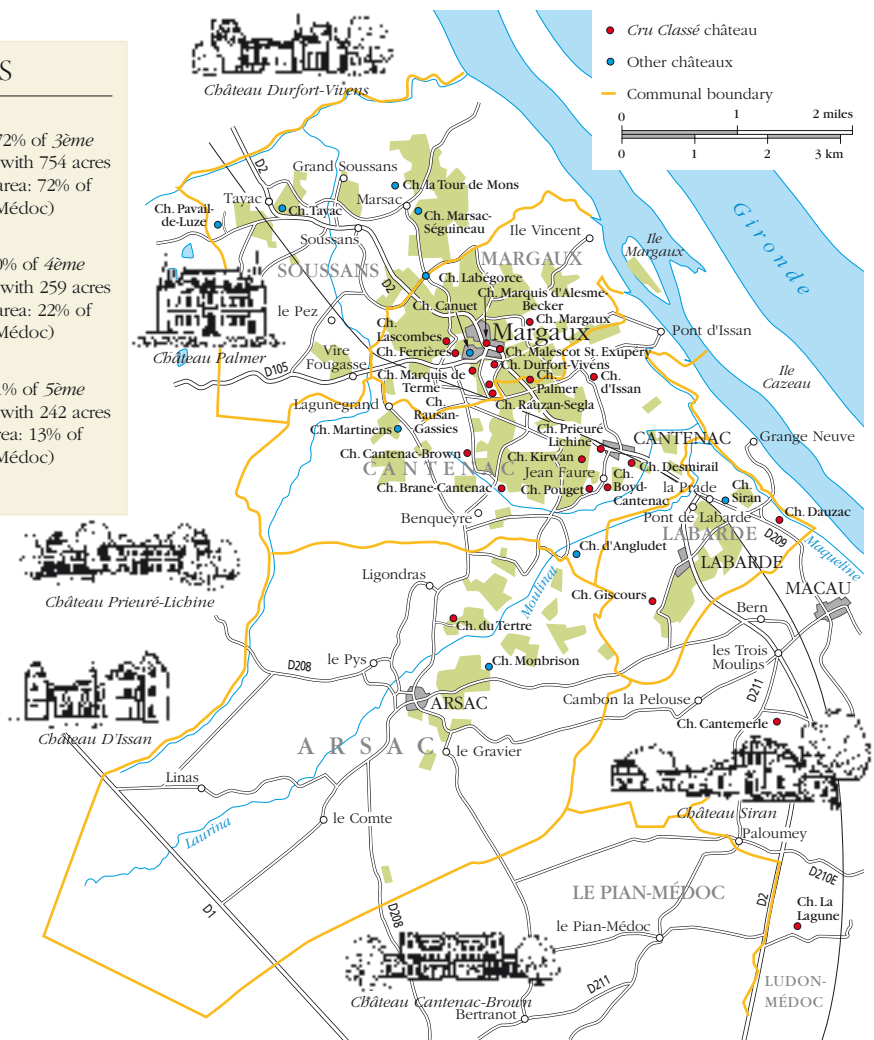 S
72% of 3ème
with 754 acres
area: 72% of
Médoc)
0% of 4ème
with 259 acres
area: 22% of
Médoc)
1% of 5ème
with 242 acres
rea: 13% of
Médoc)
Cru Classé château
Other châteaux
Communal boundary
0 1 2 miles
0 1 2 3 km
Château Durfort-Vivens
D2
Grand Soussans
Ch. la Tour de Mons
Tayac
Ch. Tayac
Marsac
Ch. Pavail-
de-Luze
Ch. Marsac-
Séguineau
Soussans
Ile Vincent
Ile
Margaux
Gironde
SOUSSANS
MARGAUX
D2
Ch. Labégorce
Ch. Canuet
Ch. Marquis d'Alesme-
Becker
le Pez
Ch. Margaux
Ch.
Lascombes
Margaux
Pont d'Issan
Château Palmer
Vire
Fougasse
Ch. Ferrières
Ch. Malescot St. Exupéry
D105
Ch. Marquis de
Terme
Ch. Durfort-Vivens
Ch.
Palmer
Ch.
d'Issan
Ile
Cazeau
Lagunegrand
Ch.
Rausan-
Gassies
Ch. Rauzan-Segla
Ch. Martinens
Ch. Prieuré
Lichine
CANTENAC
Grange Neuve
Ch. Cantenac-Brown
Ch. Kirwan
CANTENAC
Jean Faure
Ch. Desmirail
Ch. Brane-Cantenac
Ch. Pouget
Ch.
Boyd-
Cantenac
la Prade
Ch.
Siran
Benqueyre
Pont de Labarde
Ch. Dauzac
LABARDE
D209
Maqueline
Ch. d'Angludet
LABARDE
Ligondras
Moulinat
MACAU
Château Prieuré-Lichine
Ch. Giscours
Bern
Ch. du Tertre
les Trois
Moulins
D208
le Pys
Ch. Monbrison
D211
Cambon la Pelouse
ARSAC
Ch. Cantemerle
Château D'Issan
ARSAC
le Gravier
Linas
Château Siran
le Comte
Laurina
Paloumey
D210E
D1
D208
LE PIAN-MÉDOC
D2
Ch. La
Lagune
le Pian-Médoc
D211
LUDON-
MÉDOC
Château Cantenac-Brown
Bertranot